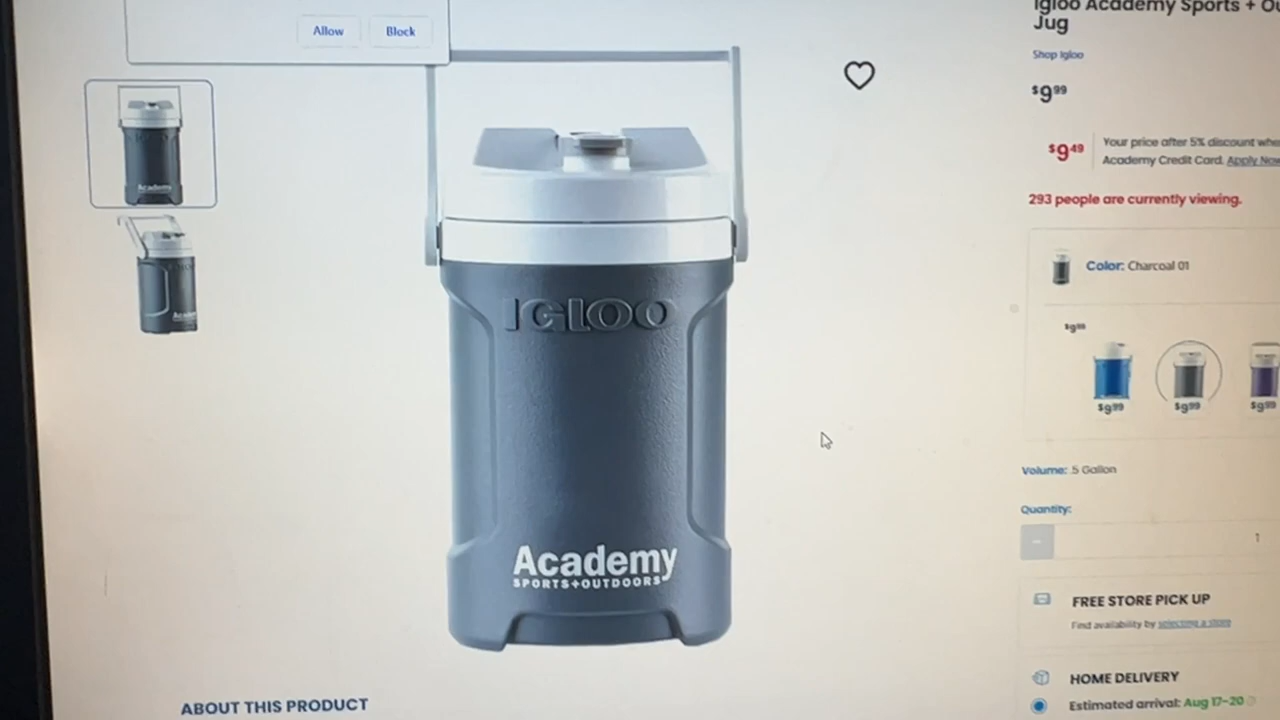 Allow Block
Igloo Academy Sports +
Jug
Shop Igloo
$9.99
$9.49
Your price after 5% discount
Academy Credit Card. Apply Now
293 people are currently viewing.
Color: Charcoal 01
$9.99
$9.99 $9.99 $9.99
Volume: .5 Gallon
Quantity:
- 1
FREE STORE PICK UP
Find availability by selecting a store
HOME DELIVERY
Estimated arrival: Aug 17-20
IGLOO
Academy
SPORTS+OUTDOORS
Academy
ABOUT THIS PRODUCT